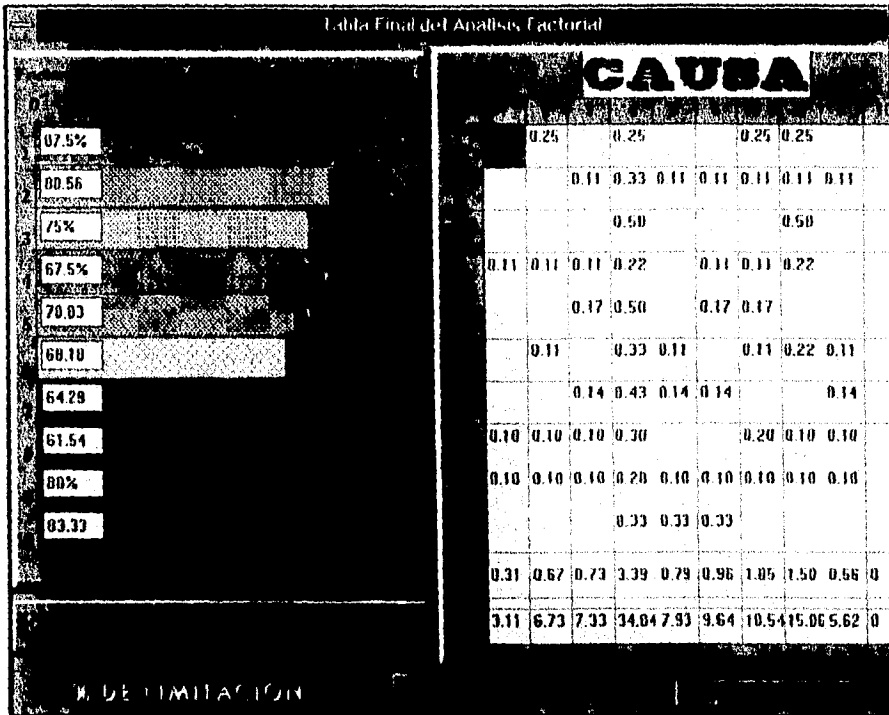 Tabla Final del Analisis Factorial
CAUSA
87.5%
80.56
75%
67.5%
70.83
68.18
64.29
61.54
80%
83.33
0.25 0.25 0.25 0.25
0.11 0.33 0.11 0.11 0.11 0.11 0.11
0.50 0.50
0.11 0.11 0.11 0.22 0.11 0.11 0.22
0.17 0.50 0.17 0.17
0.11 0.33 0.11 0.11 0.22 0.11
0.14 0.43 0.14 0.14 0.14
0.10 0.10 0.10 0.30 0.20 0.10 0.10
0.10 0.10 0.10 0.20 0.10 0.10 0.10 0.10 0.10
0.33 0.33 0.33
0.31 0.67 0.73 3.39 0.79 0.96 1.05 1.50 0.56 0
3.11 6.73 7.33 34.04 7.93 9.64 10.54 15.06 5.62 0
% DE LIMITACION